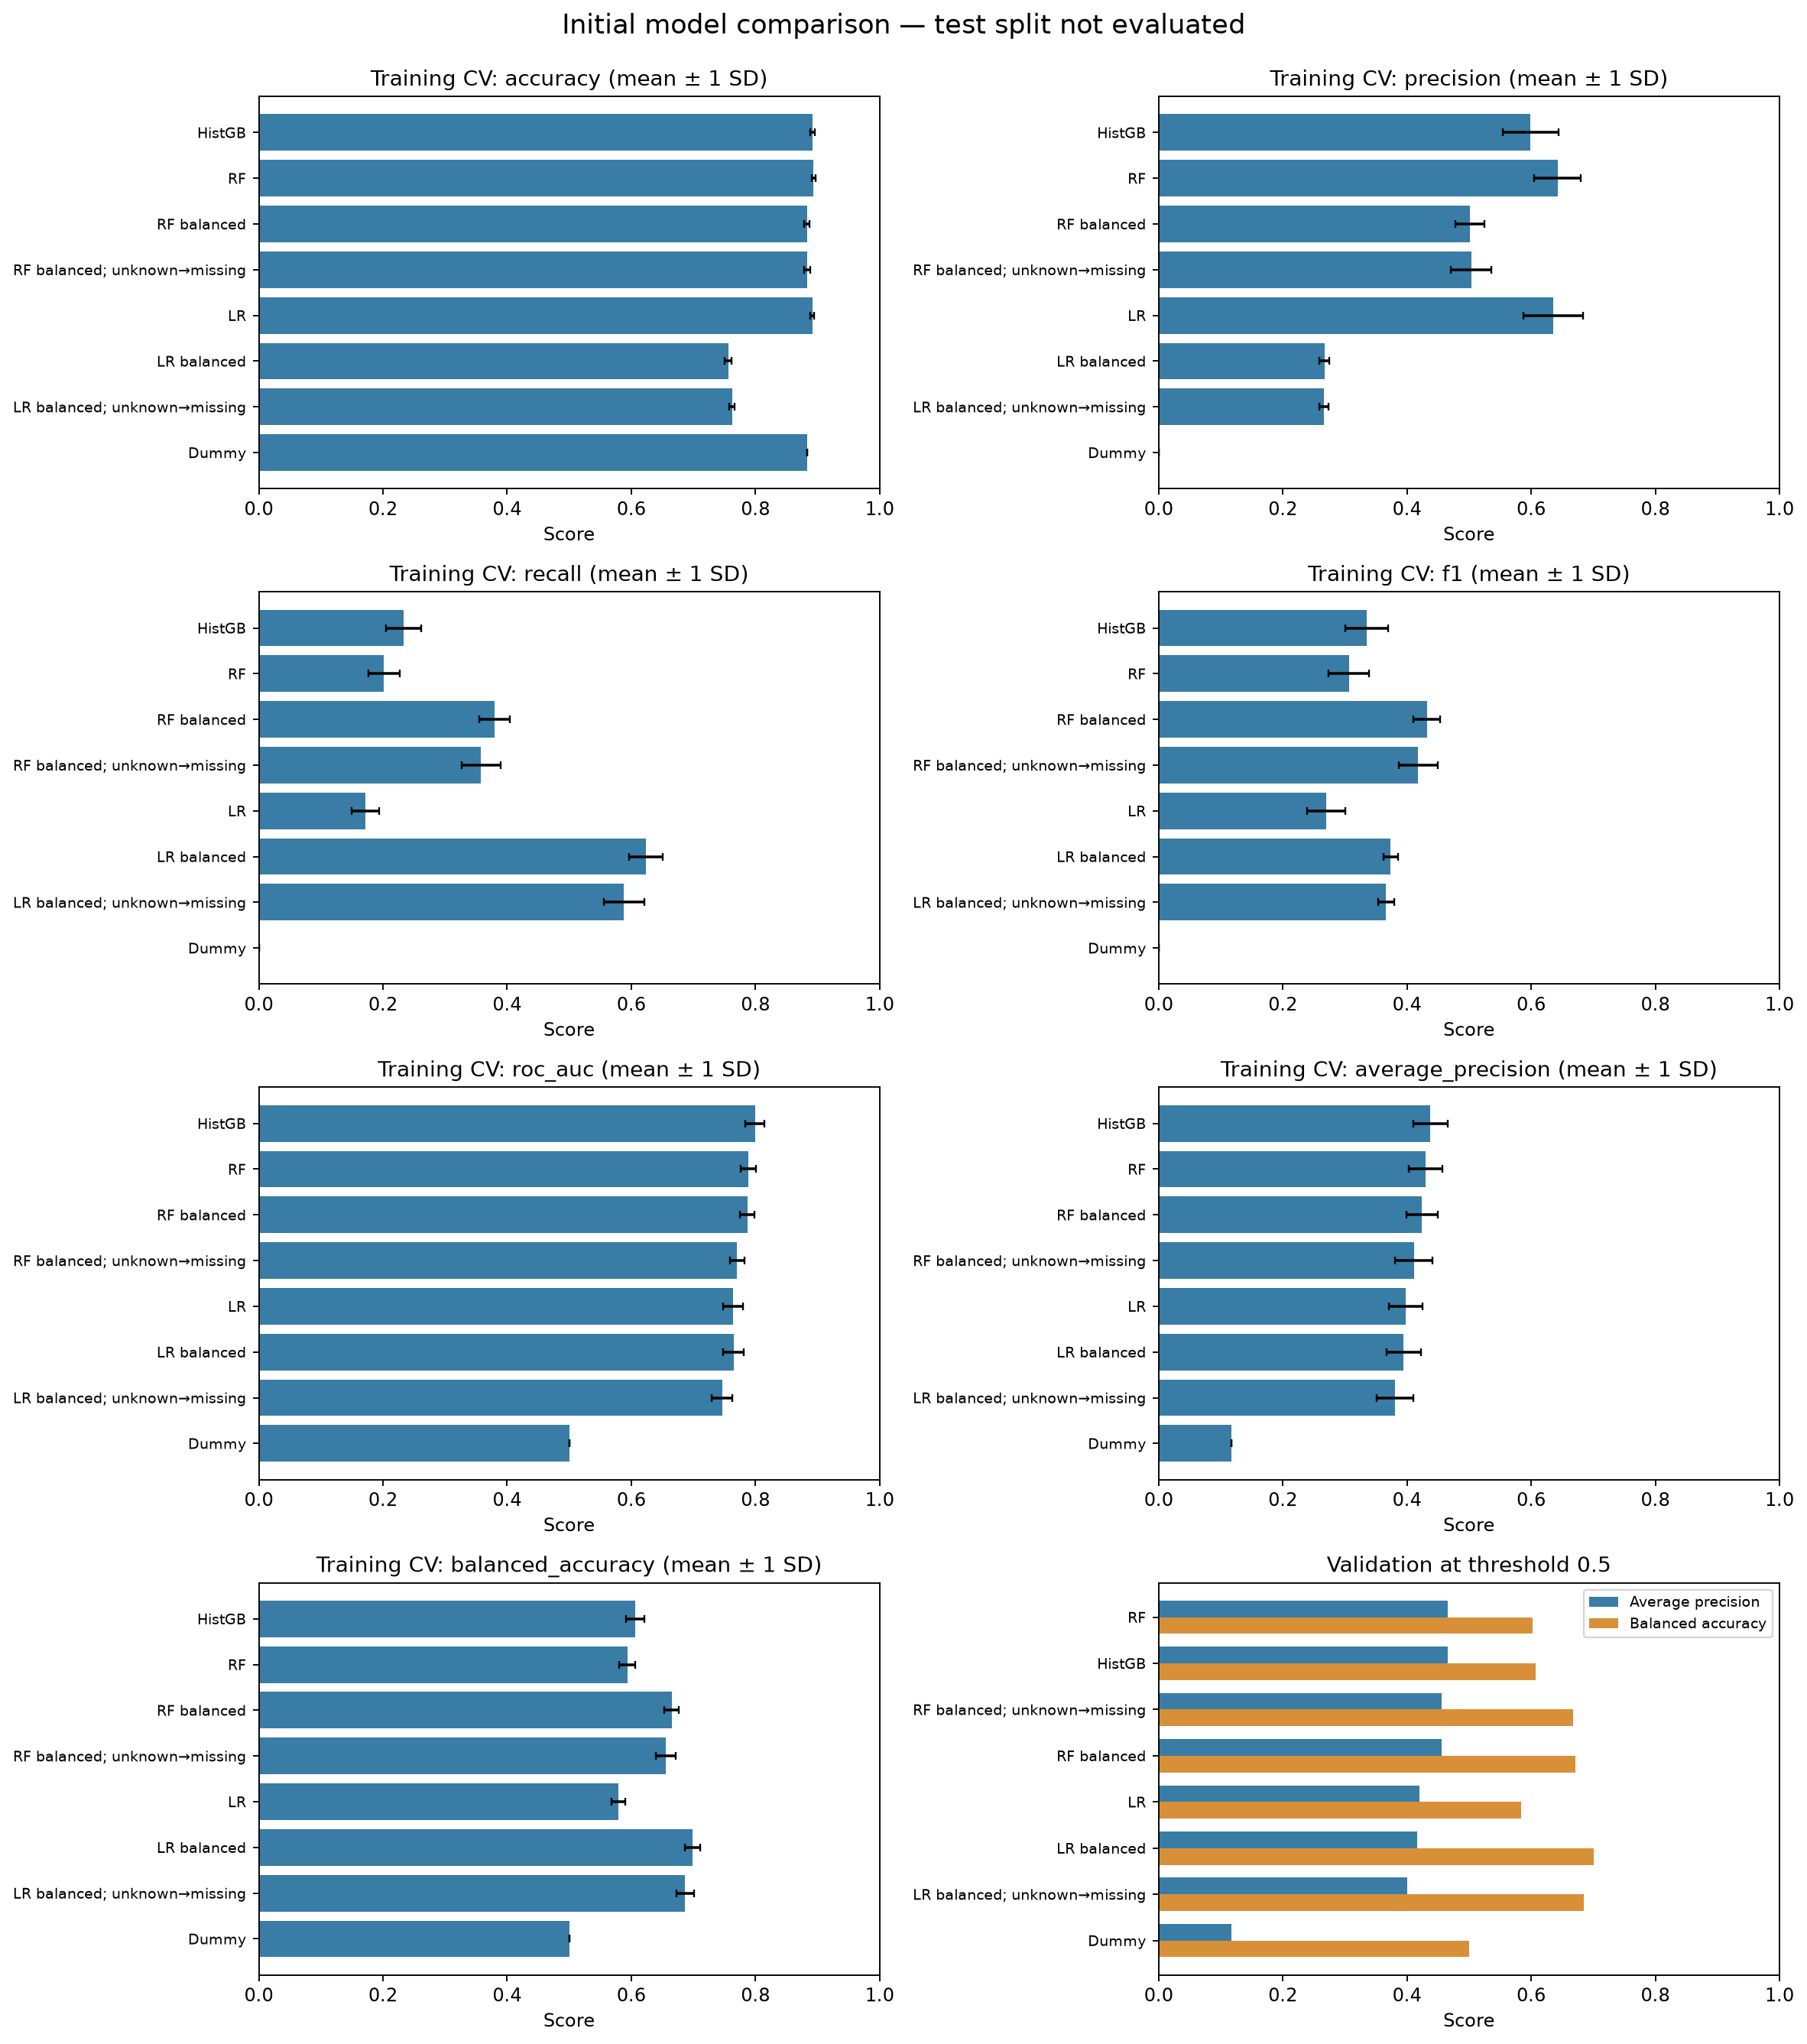 Initial model comparison — test split not evaluated
Training CV: accuracy (mean ± 1 SD)
HistGB
RF
RF balanced
RF balanced; unknown→missing
LR
LR balanced
LR balanced; unknown→missing
Dummy
0.0 0.2 0.4 0.6 0.8 1.0
Score
Training CV: precision (mean ± 1 SD)
HistGB
RF
RF balanced
RF balanced; unknown→missing
LR
LR balanced
LR balanced; unknown→missing
Dummy
0.0 0.2 0.4 0.6 0.8 1.0
Score
Training CV: recall (mean ± 1 SD)
HistGB
RF
RF balanced
RF balanced; unknown→missing
LR
LR balanced
LR balanced; unknown→missing
Dummy
0.0 0.2 0.4 0.6 0.8 1.0
Score
Training CV: f1 (mean ± 1 SD)
HistGB
RF
RF balanced
RF balanced; unknown→missing
LR
LR balanced
LR balanced; unknown→missing
Dummy
0.0 0.2 0.4 0.6 0.8 1.0
Score
Training CV: roc_auc (mean ± 1 SD)
HistGB
RF
RF balanced
RF balanced; unknown→missing
LR
LR balanced
LR balanced; unknown→missing
Dummy
0.0 0.2 0.4 0.6 0.8 1.0
Score
Training CV: average_precision (mean ± 1 SD)
HistGB
RF
RF balanced
RF balanced; unknown→missing
LR
LR balanced
LR balanced; unknown→missing
Dummy
0.0 0.2 0.4 0.6 0.8 1.0
Score
Training CV: balanced_accuracy (mean ± 1 SD)
HistGB
RF
RF balanced
RF balanced; unknown→missing
LR
LR balanced
LR balanced; unknown→missing
Dummy
0.0 0.2 0.4 0.6 0.8 1.0
Score
Validation at threshold 0.5
Average precision
Balanced accuracy
RF
HistGB
RF balanced; unknown→missing
RF balanced
LR
LR balanced
LR balanced; unknown→missing
Dummy
0.0 0.2 0.4 0.6 0.8 1.0
Score